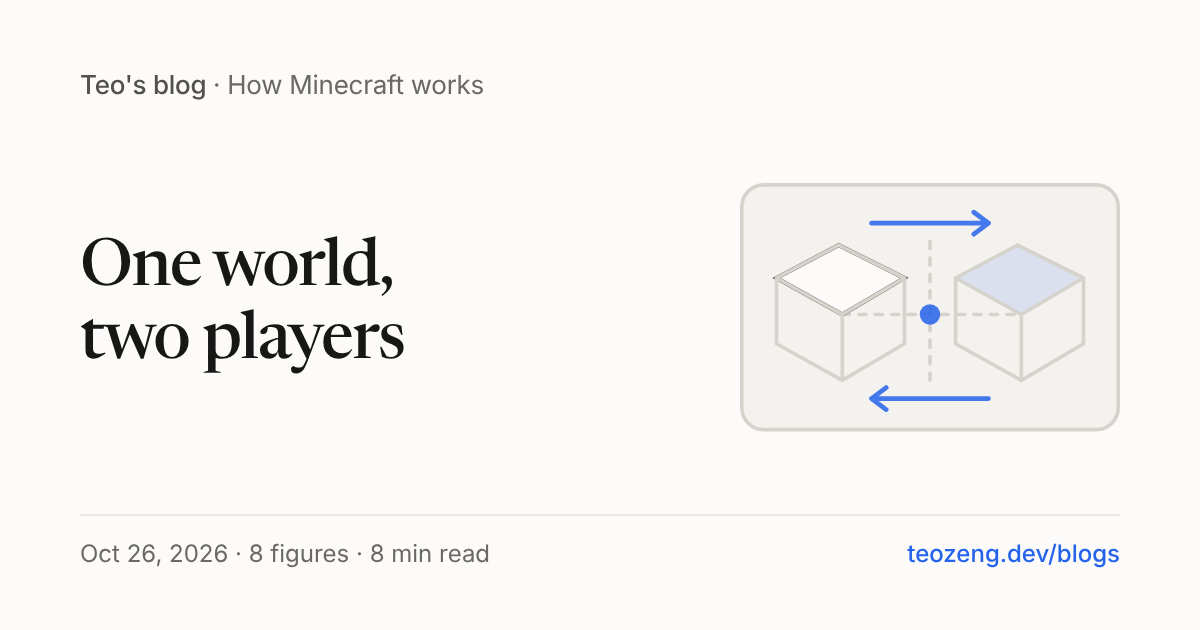 Teo's blog · How Minecraft works
One world,
two players
Oct 26, 2026 · 8 figures · 8 min read
teozeng.dev/blogs